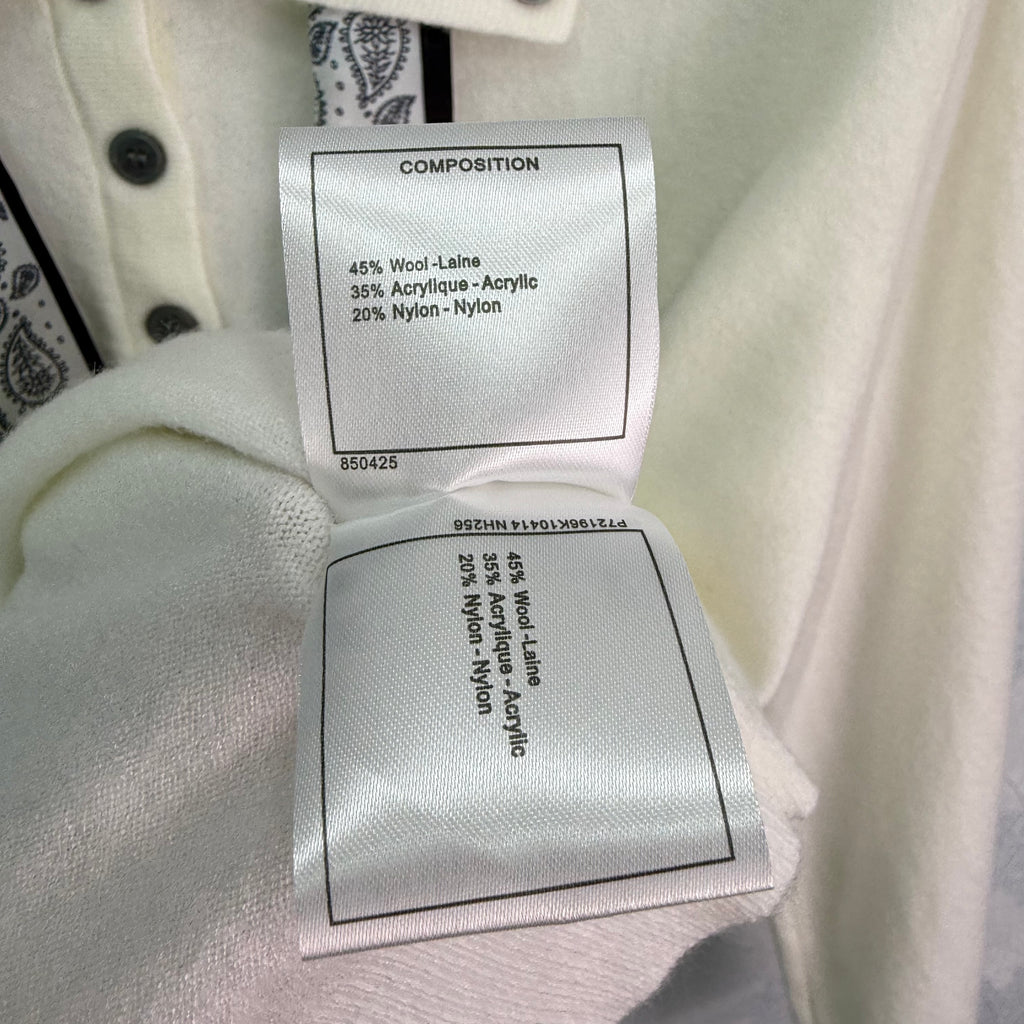 COMPOSITION
45% Wool -Laine
35% Acrylique - Acrylic
20% Nylon - Nylon
850425
P72196K10414 NH256
45% Wool -Laine
35% Acrylique - Acrylic
20% Nylon - Nylon